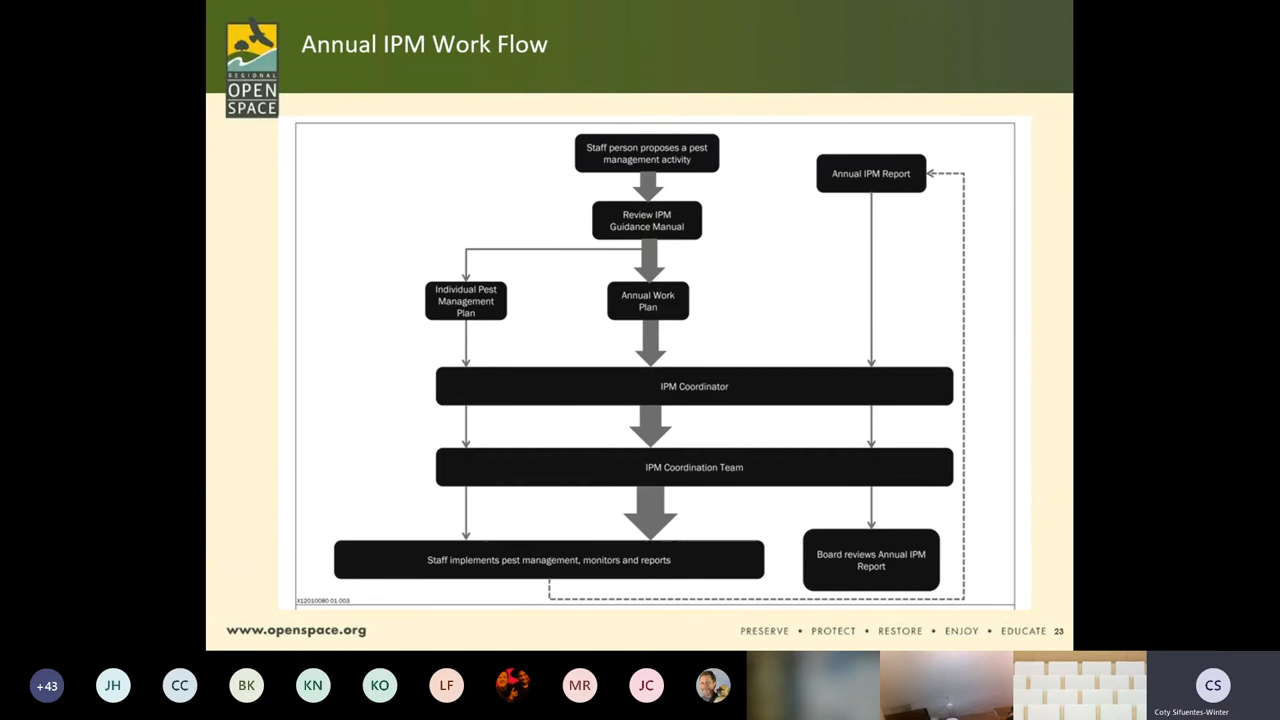 Annual IPM Work Flow
REGIONAL
OPEN
SPACE
Staff person proposes a pest
management activity
Annual IPM Report
Review IPM
Guidance Manual
Individual Pest
Management
Plan
Annual Work
Plan
IPM Coordinator
IPM Coordination Team
Staff implements pest management, monitors and reports
Board reviews Annual IPM
Report
X12010080 01 003
www.openspace.org
PRESERVE • PROTECT • RESTORE • ENJOY • EDUCATE 23
+43 JH CC BK KN KO LF MR JC CS
Coty Sifuentes-Winter